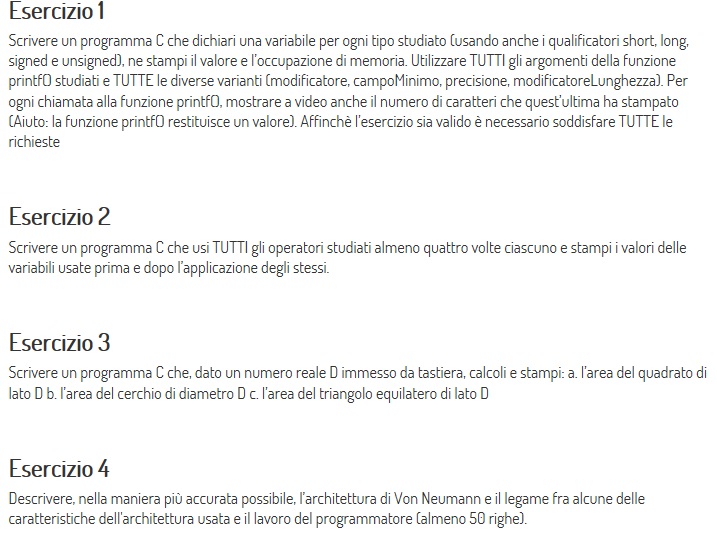 Esercizio 1
Scrivere un programma C che dichiari una variabile per ogni tipo studiato (usando anche i qualificatori short, long,
signed e unsigned), ne stampi il valore e l'occupazione di memoria. Utilizzare TUTTI gli argomenti della funzione
printf() studiati e TUTTE le diverse varianti (modificatore, campoMinimo, precisione, modificatoreLunghezza). Per
ogni chiamata alla funzione printf(), mostrare a video anche il numero di caratteri che quest'ultima ha stampato
(Aiuto: la funzione printf() restituisce un valore). Affinchè l'esercizio sia valido è necessario soddisfare TUTTE le
richieste
Esercizio 2
Scrivere un programma C che usi TUTTI gli operatori studiati almeno quattro volte ciascuno e stampi i valori delle
variabili usate prima e dopo l'applicazione degli stessi.
Esercizio 3
Scrivere un programma C che, dato un numero reale D immesso da tastiera, calcoli e stampi: a. l'area del quadrato di
lato D b. l'area del cerchio di diametro D c. l'area del triangolo equilatero di lato D
Esercizio 4
Descrivere, nella maniera più accurata possibile, l'architettura di Von Neumann e il legame fra alcune delle
caratteristiche dell'architettura usata e il lavoro del programmatore (almeno 50 righe).